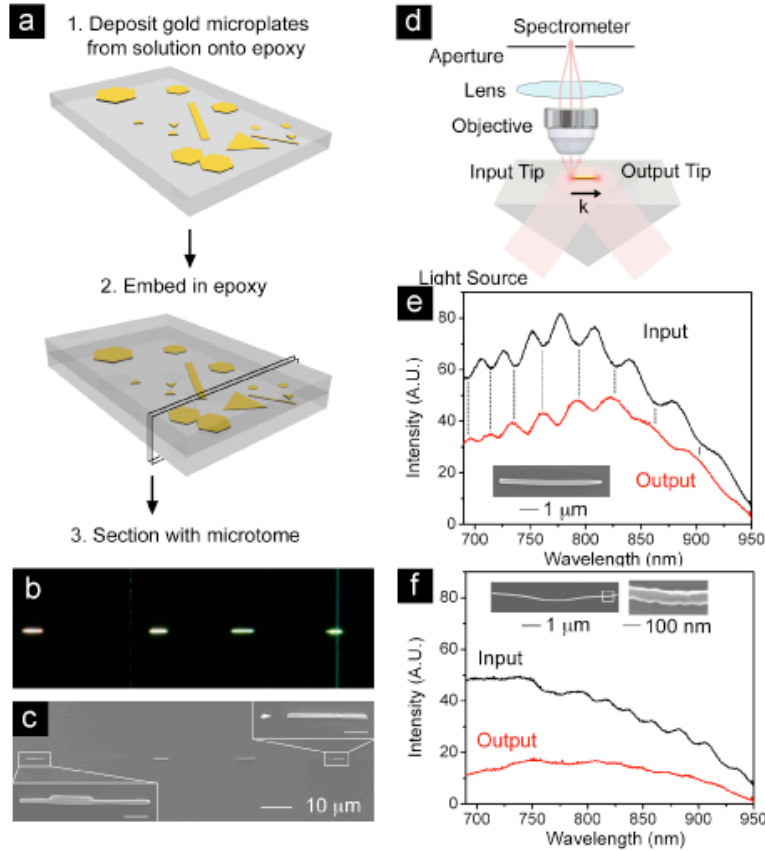 a
1. Deposit gold microplates
from solution onto epoxy
2. Embed in epoxy
3. Section with microtome
b
c
10 μm
d
Spectrometer
Aperture
Lens
Objective
Input Tip
Output Tip
k
Light Source
e
80
60
40
20
0
Intensity (A.U.)
Input
Output
1 μm
700 750 800 850 900 950
Wavelength (nm)
f
80
60
40
20
0
Intensity (A.U.)
1 μm
100 nm
Input
Output
700 750 800 850 900 950
Wavelength (nm)